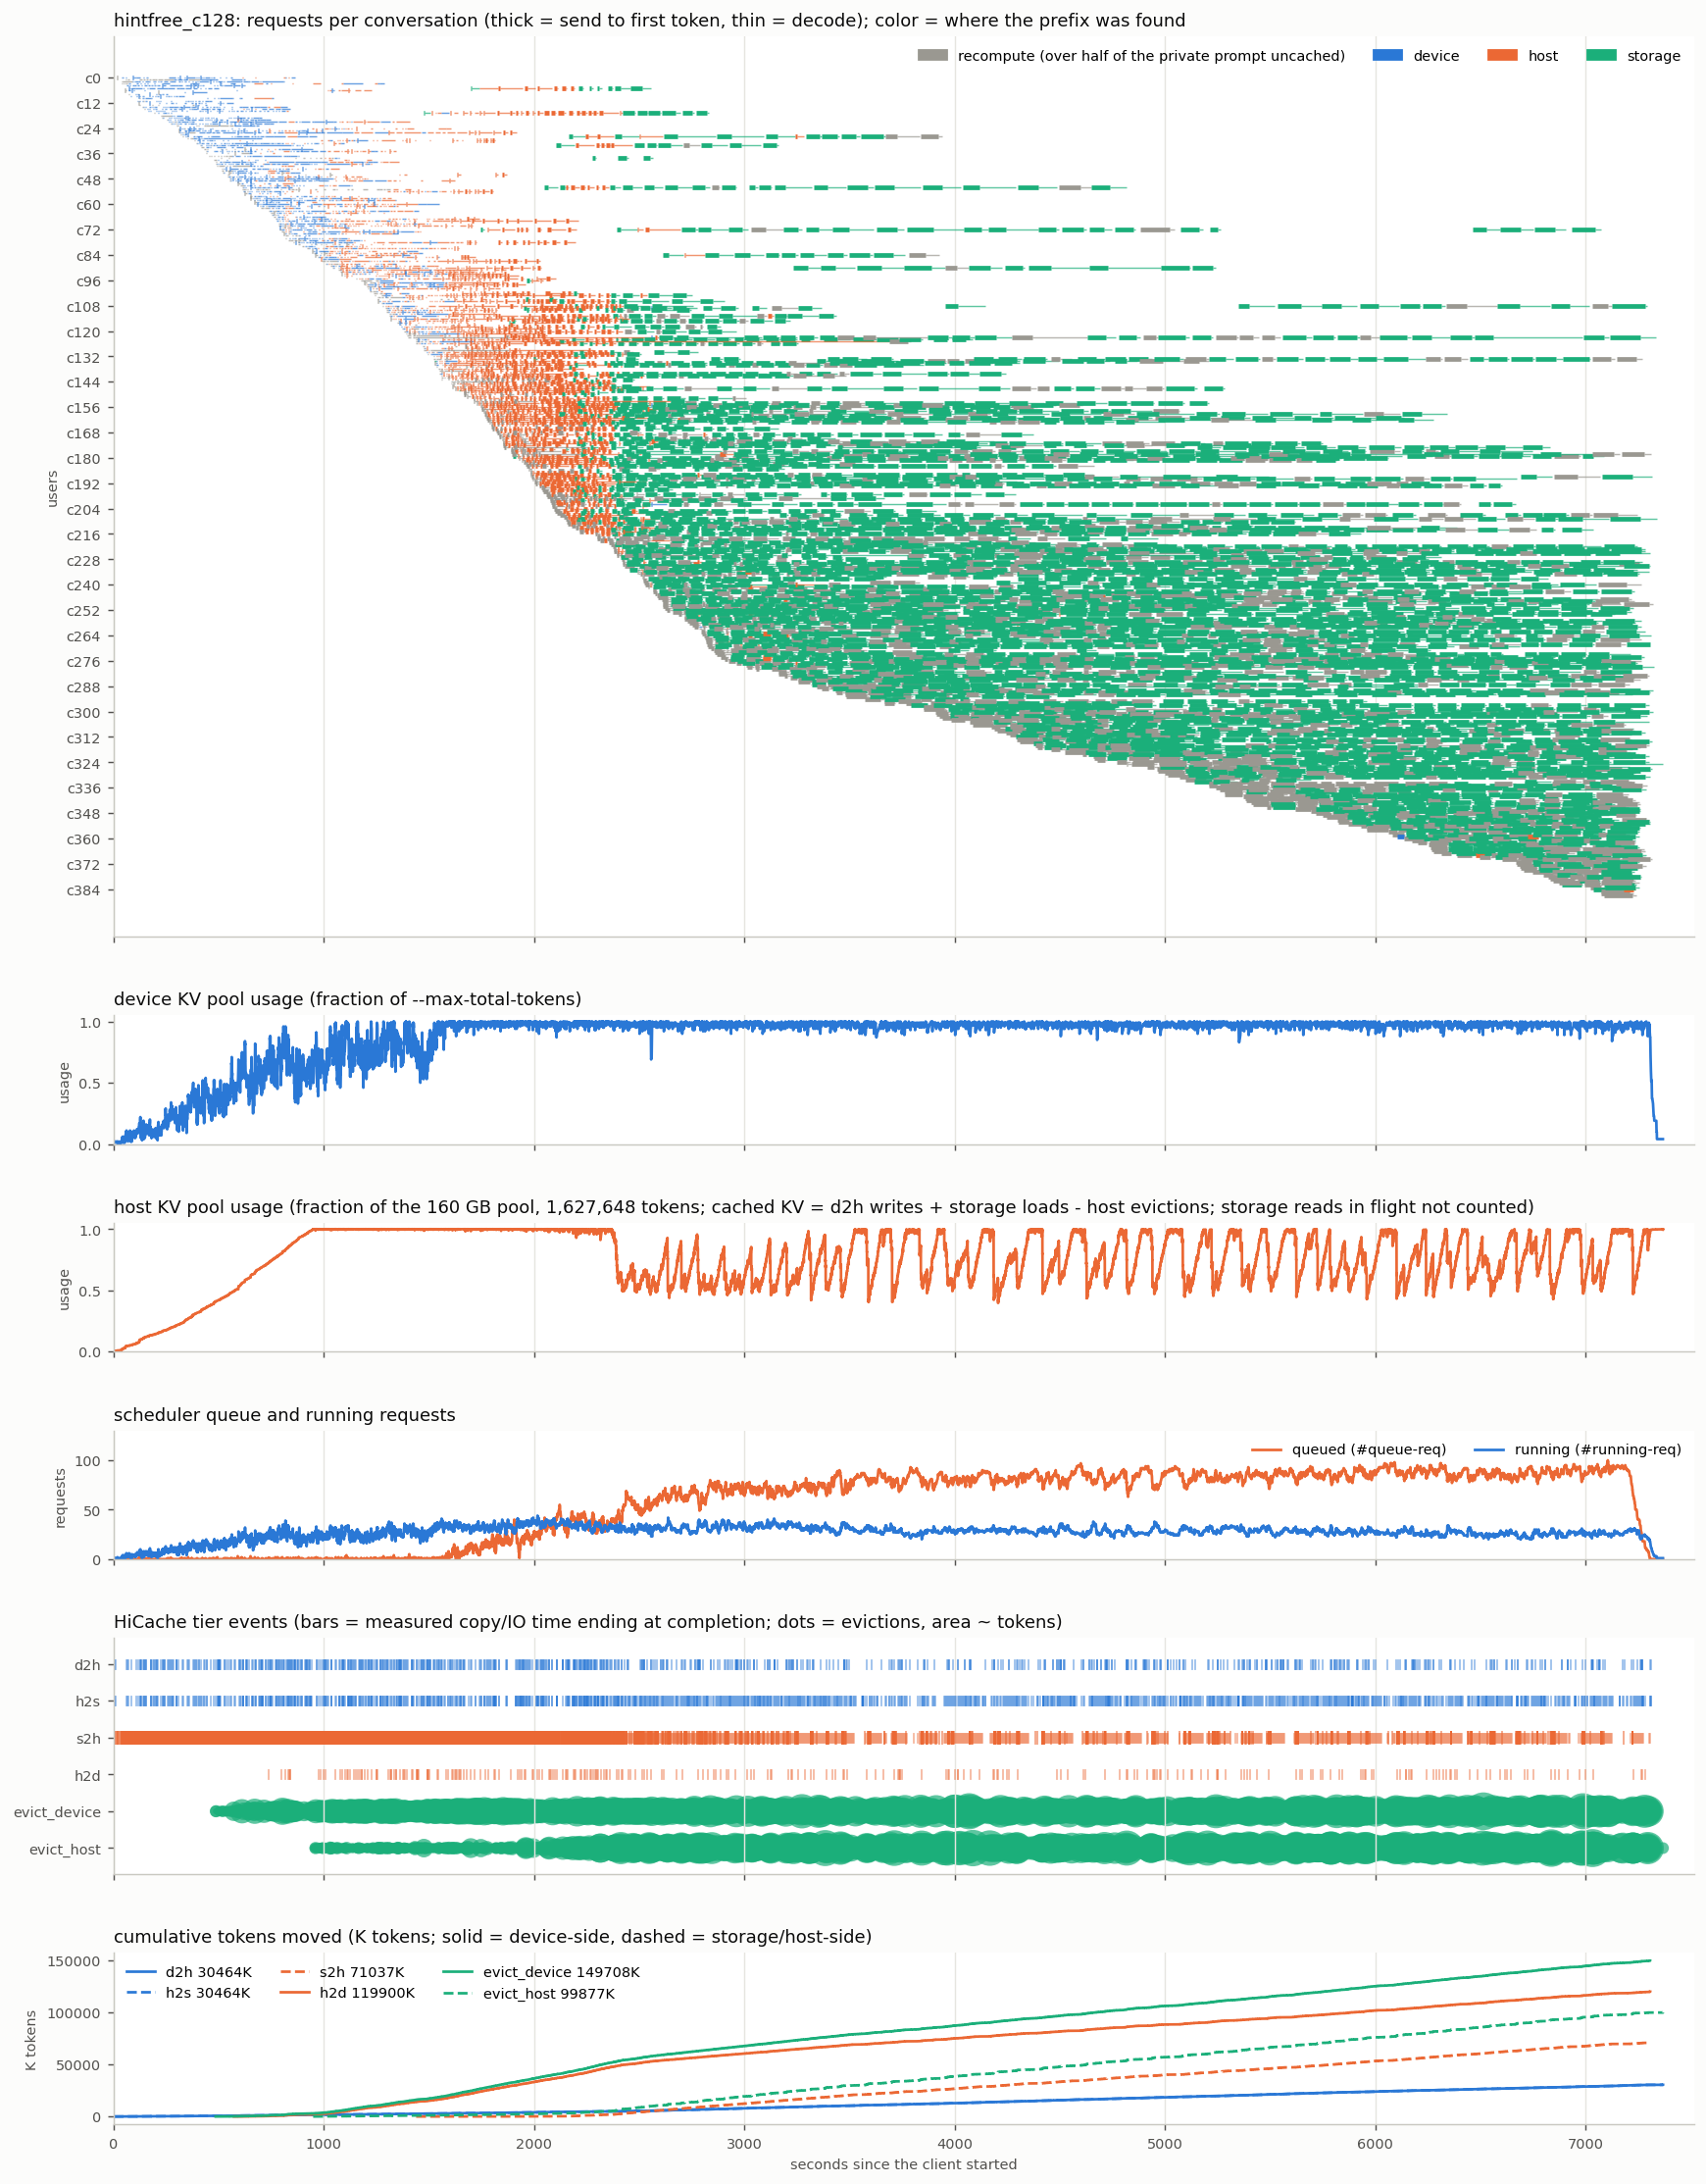 hintfree_c128: requests per conversation (thick = send to first token, thin = decode); color = where the prefix was found
recompute (over half of the private prompt uncached) device host storage
c0
c12
c24
c36
c48
c60
c72
c84
c96
c108
c120
c132
c144
c156
c168
c180
c192
c204
c216
c228
c240
c252
c264
c276
c288
c300
c312
c324
c336
c348
c360
c372
c384
users
device KV pool usage (fraction of --max-total-tokens)
1.0
0.5
0.0
usage
host KV pool usage (fraction of the 160 GB pool, 1,627,648 tokens; cached KV = d2h writes + storage loads - host evictions; storage reads in flight not counted)
1.0
0.5
0.0
usage
scheduler queue and running requests
queued (#queue-req) running (#running-req)
100
50
0
requests
HiCache tier events (bars = measured copy/IO time ending at completion; dots = evictions, area ~ tokens)
d2h
h2s
s2h
h2d
evict_device
evict_host
cumulative tokens moved (K tokens; solid = device-side, dashed = storage/host-side)
d2h 30464K s2h 71037K evict_device 149708K
h2s 30464K h2d 119900K evict_host 99877K
150000
100000
50000
0
K tokens
0 1000 2000 3000 4000 5000 6000 7000
seconds since the client started